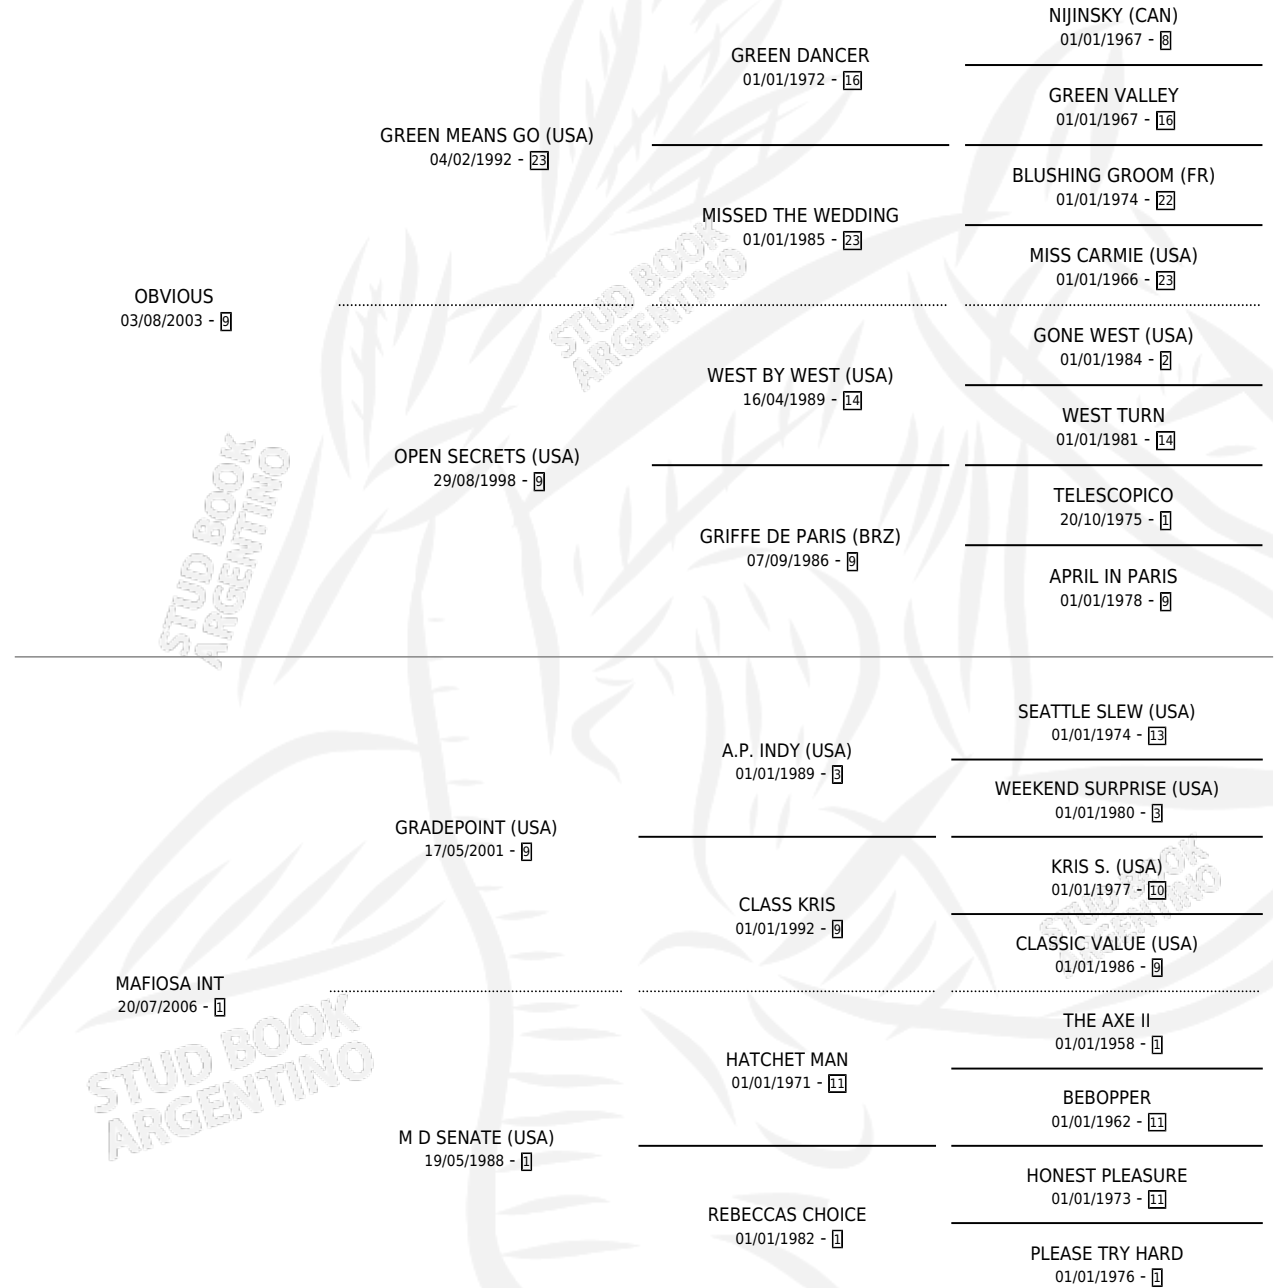 NIJINSKY (CAN)
01/01/1967 - 8
GREEN DANCER
01/01/1972 - 16
GREEN VALLEY
01/01/1967 - 16
GREEN MEANS GO (USA)
04/02/1992 - 23
BLUSHING GROOM (FR)
01/01/1974 - 22
MISSED THE WEDDING
01/01/1985 - 23
MISS CARMIE (USA)
01/01/1966 - 23
OBVIOUS
03/08/2003 - 9
GONE WEST (USA)
01/01/1984 - 2
WEST BY WEST (USA)
16/04/1989 - 14
WEST TURN
01/01/1981 - 14
OPEN SECRETS (USA)
29/08/1998 - 9
TELESCOPICO
20/10/1975 - 1
GRIFFE DE PARIS (BRZ)
07/09/1986 - 9
APRIL IN PARIS
01/01/1978 - 9
STUD BOOK
ARGENTINO
STUD BOOK
ARGENTINO
SEATTLE SLEW (USA)
01/01/1974 - 13
A.P. INDY (USA)
01/01/1989 - 3
WEEKEND SURPRISE (USA)
01/01/1980 - 3
GRADEPOINT (USA)
17/05/2001 - 9
KRIS S. (USA)
01/01/1977 - 10
CLASS KRIS
01/01/1992 - 9
CLASSIC VALUE (USA)
01/01/1986 - 9
MAFIOSA INT
20/07/2006 - 1
THE AXE II
01/01/1958 - 1
HATCHET MAN
01/01/1971 - 11
BEBOPPER
01/01/1962 - 11
M D SENATE (USA)
19/05/1988 - 1
HONEST PLEASURE
01/01/1973 - 11
REBECCAS CHOICE
01/01/1982 - 1
PLEASE TRY HARD
01/01/1976 - 1
STUD BOOK
ARGENTINO
STUD BOOK
ARGENTINO